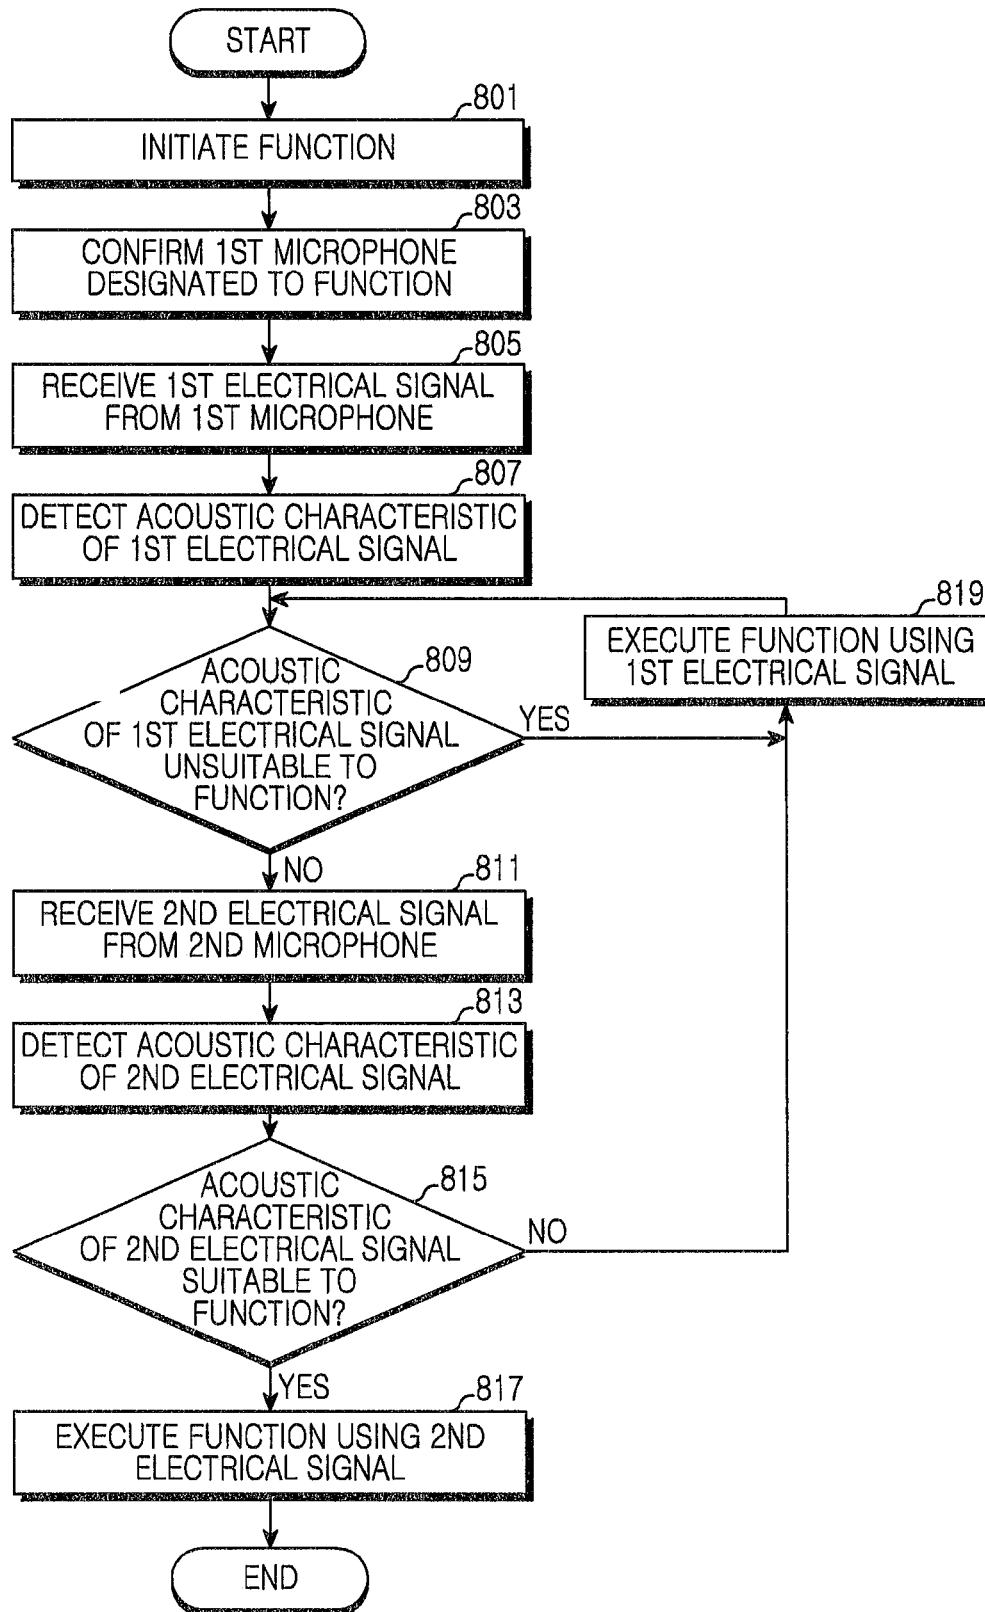 START
801
INITIATE FUNCTION
803
CONFIRM 1ST MICROPHONE
DESIGNATED TO FUNCTION
805
RECEIVE 1ST ELECTRICAL SIGNAL
FROM 1ST MICROPHONE
807
DETECT ACOUSTIC CHARACTERISTIC
OF 1ST ELECTRICAL SIGNAL
819
EXECUTE FUNCTION USING
1ST ELECTRICAL SIGNAL
809
ACOUSTIC
CHARACTERISTIC
OF 1ST ELECTRICAL SIGNAL
UNSUITABLE TO
FUNCTION?
YES
NO
811
RECEIVE 2ND ELECTRICAL SIGNAL
FROM 2ND MICROPHONE
813
DETECT ACOUSTIC CHARACTERISTIC
OF 2ND ELECTRICAL SIGNAL
815
ACOUSTIC
CHARACTERISTIC
OF 2ND ELECTRICAL SIGNAL
SUITABLE TO
FUNCTION?
NO
YES
817
EXECUTE FUNCTION USING 2ND
ELECTRICAL SIGNAL
END